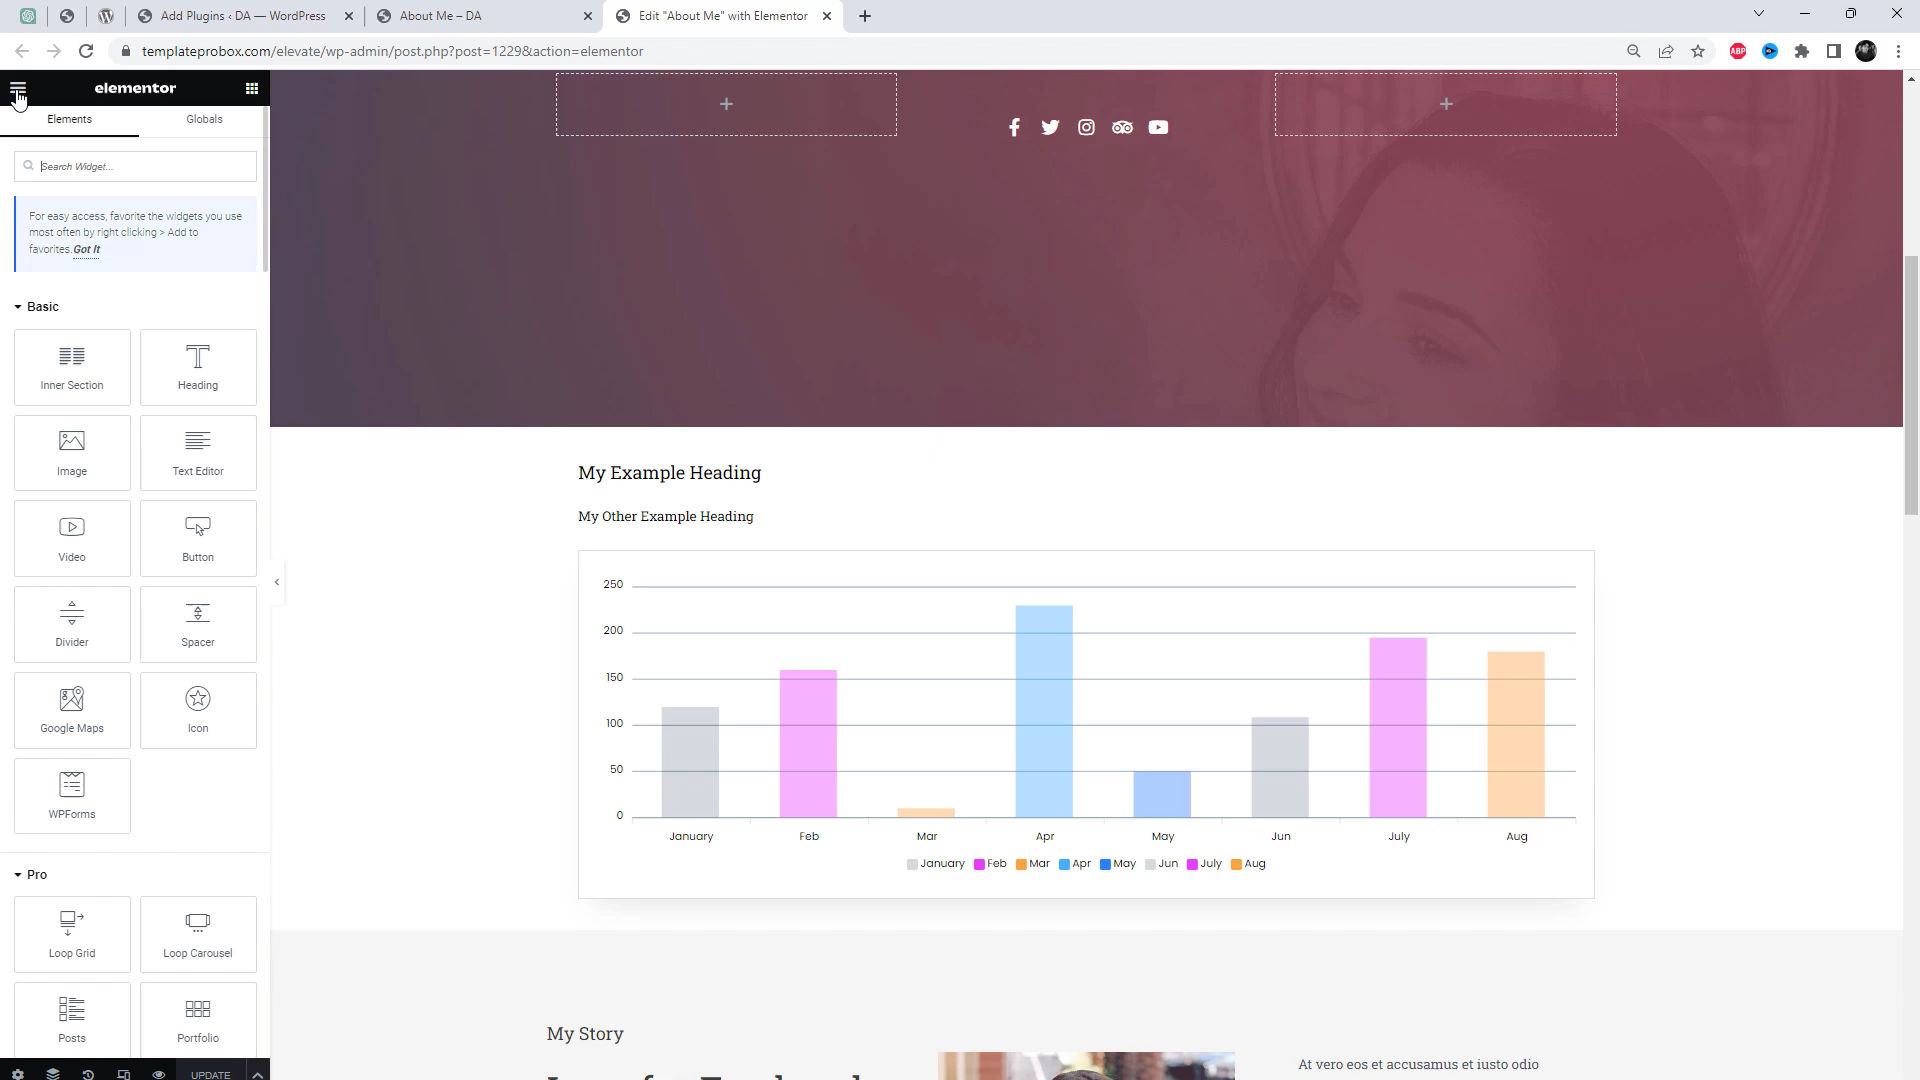 Add Plugins ‹ DA — WordPress
About Me – DA
Edit "About Me" with Elementor
templateprobox.com/elevate/wp-admin/post.php?post=1229&action=elementor
ABP
elementor
Elements
Globals
Search Widget...
For easy access, favorite the widgets you use
most often by right clicking > Add to
favorites. Got It
Basic
Inner Section
Heading
Image
Text Editor
Video
Button
Divider
Spacer
Google Maps
Icon
WPForms
Pro
Loop Grid
Loop Carousel
Posts
Portfolio
UPDATE
My Example Heading
My Other Example Heading
250
200
150
100
50
0
January Feb Mar Apr May Jun July Aug
January Feb Mar Apr May Jun July Aug
My Story
At vero eos et accusamus et iusto odio